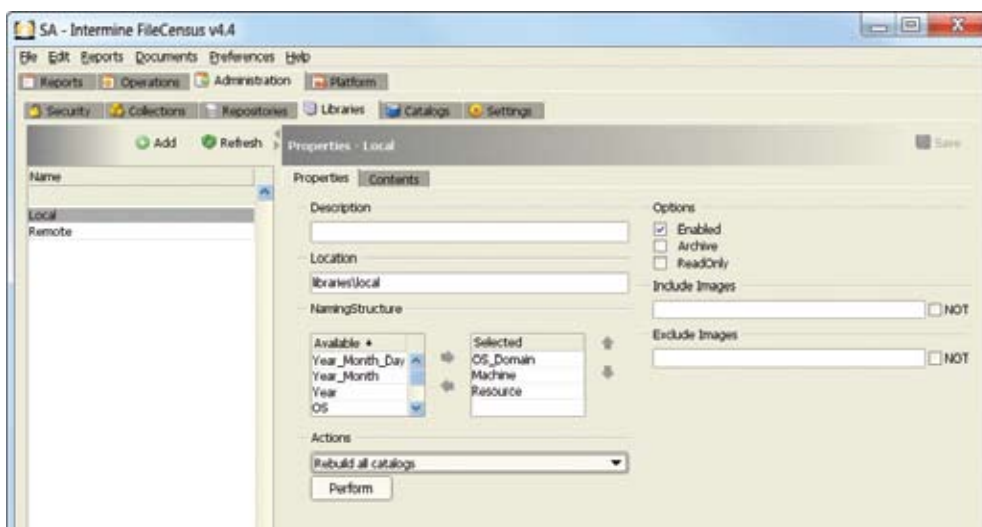 SA - Intermine FileCensus v4.4
File Edit Reports Documents Preferences Help
Reports Operations Administration Platform
Security Collections Repositories Libraries Catalogs Settings
Add Refresh Properties - Local Save
Name
Local
Remote
Properties Contents
Description
Location
libraries\local
NamingStructure
Available Selected
Year_Month_Day OS_Domain
Year_Month Machine
Year Resource
OS
Actions
Rebuild all catalogs
Perform
Options
Enabled
Archive
ReadOnly
Include Images
NOT
Exclude Images
NOT